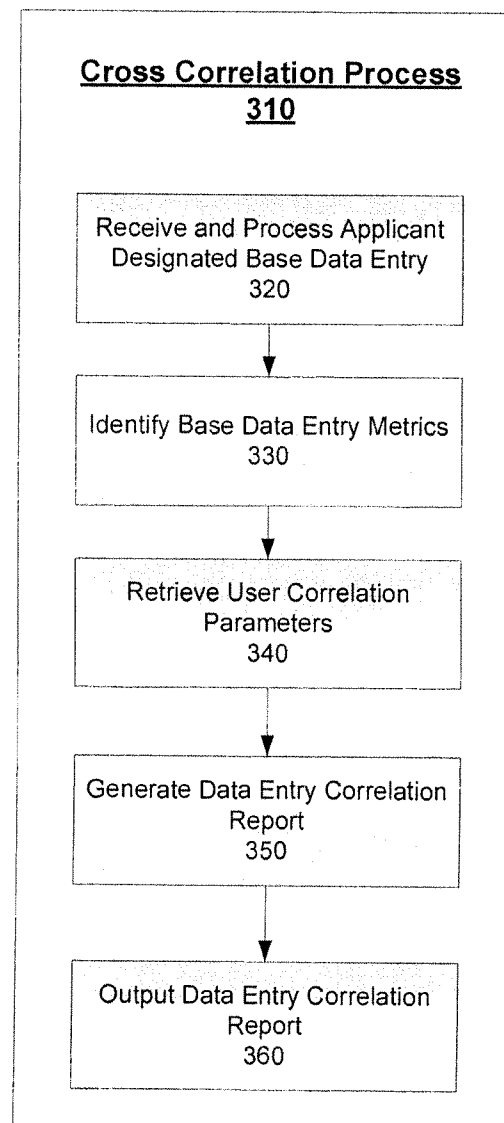 Cross Correlation Process
310
Receive and Process Applicant
Designated Base Data Entry
320
Identify Base Data Entry Metrics
330
Retrieve User Correlation
Parameters
340
Generate Data Entry Correlation
Report
350
Output Data Entry Correlation
Report
360